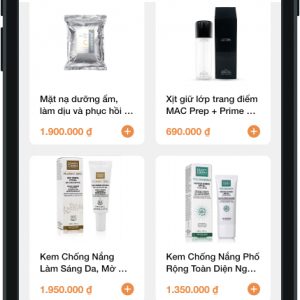 Mặt nạ dưỡng ẩm,
làm dịu và phục hồi ...
1.900.000 ₫
Xịt giữ lớp trang điểm
MAC Prep + Prime ...
690.000 ₫
Kem Chống Nắng
Làm Sáng Da, Mờ ...
1.950.000 ₫
Kem Chống Nắng Phổ
Rộng Toàn Diện Ng...
1.350.000 ₫